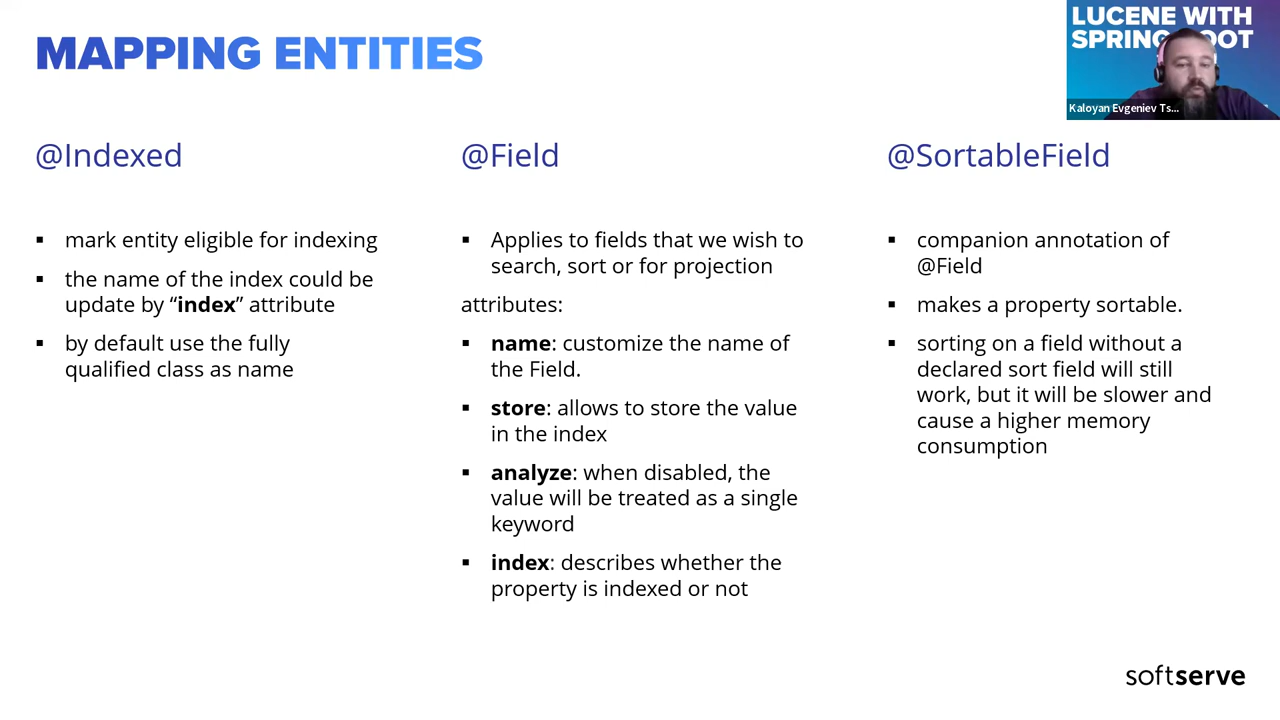 MAPPING ENTITIES
LUCENE WITH
SPRING OOT
Kaloyan Evgeniev Ts...
@Indexed
▪ mark entity eligible for indexing
▪ the name of the index could be
update by “index” attribute
▪ by default use the fully
qualified class as name
@Field
▪ Applies to fields that we wish to
search, sort or for projection
attributes:
▪ name: customize the name of
the Field.
▪ store: allows to store the value
in the index
▪ analyze: when disabled, the
value will be treated as a single
keyword
▪ index: describes whether the
property is indexed or not
@SortableField
▪ companion annotation of
@Field
▪ makes a property sortable.
▪ sorting on a field without a
declared sort field will still
work, but it will be slower and
cause a higher memory
consumption
softserve